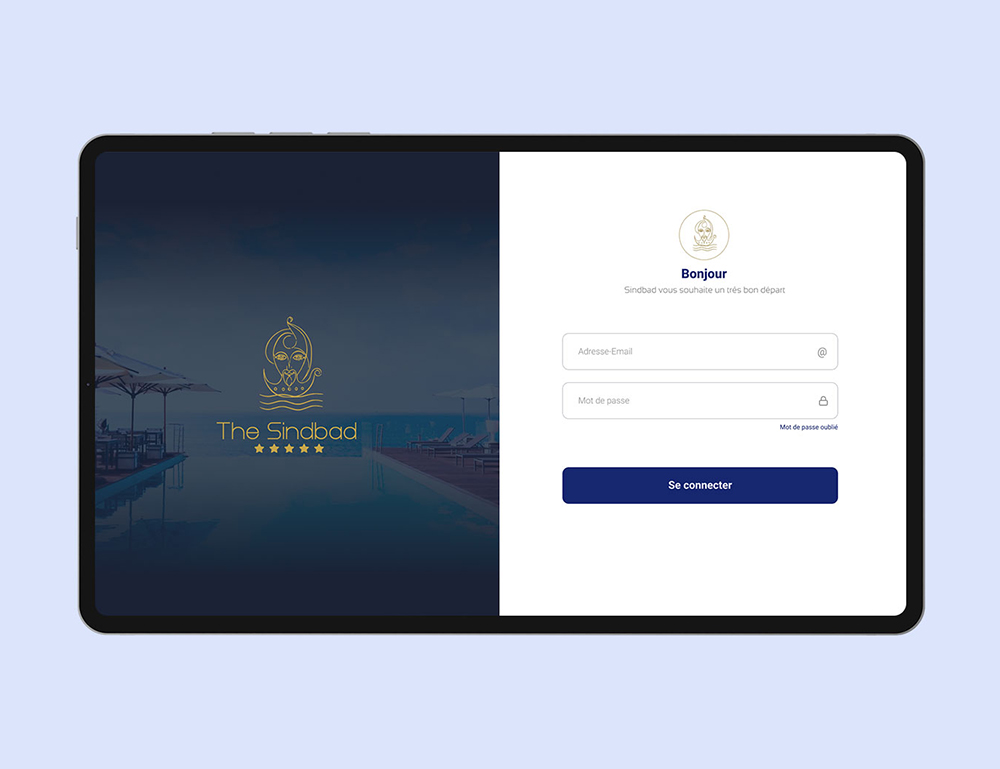 The Sindbad
Bonjour
Sindbad vous souhaite un trés bon départ
Adresse-Email
@
Mot de passe
Mot de passe oublié
Se connecter